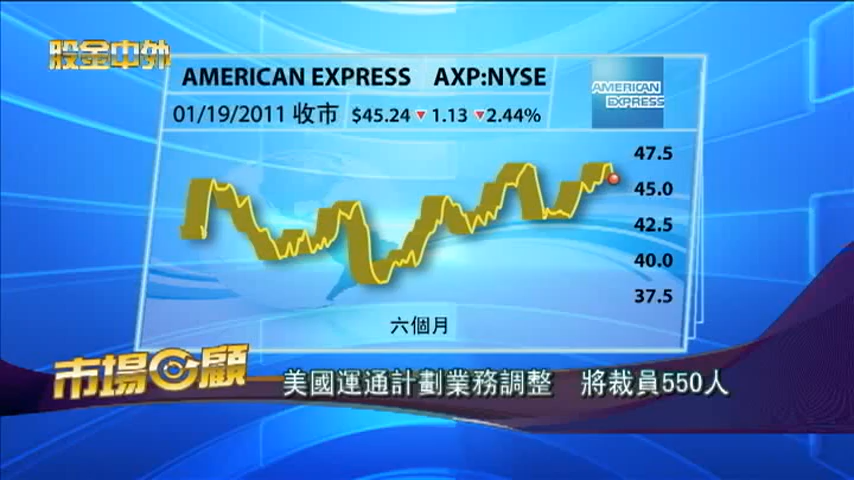 股金中外
AMERICAN EXPRESS AXP:NYSE
01/19/2011 收市 $45.24 ▼ 1.13 ▼2.44%
AMERICAN
EXPRESS
47.5
45.0
42.5
40.0
37.5
六個月
市場回顧
美國運通計劃業務調整 將裁員550人